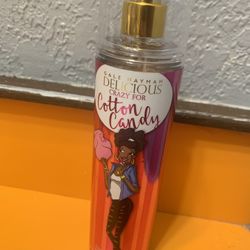 GALE HAYMAN
DELICIOUS
CRAZY FOR
Cotton
Candy